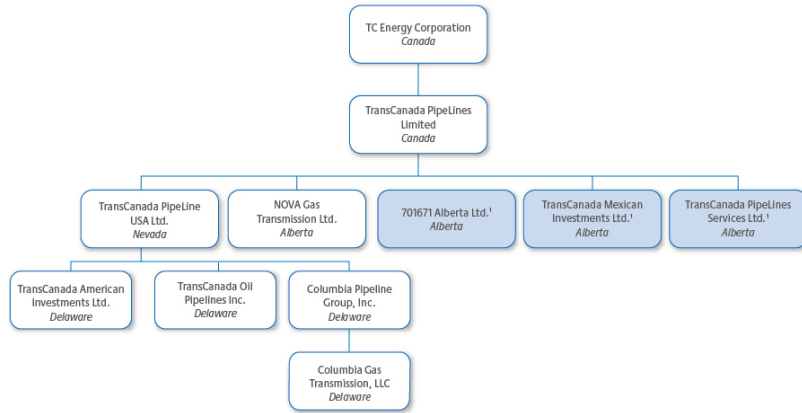 TC Energy Corporation
Canada
TransCanada PipeLines
Limited
Canada
TransCanada PipeLine
USA Ltd.
Nevada
NOVA Gas
Transmission Ltd.
Alberta
701671 Alberta Ltd.¹
Alberta
TransCanada Mexican
Investments Ltd.¹
Alberta
TransCanada PipeLines
Services Ltd.¹
Alberta
TransCanada American
Investments Ltd.
Delaware
TransCanada Oil
Pipelines Inc.
Delaware
Columbia Pipeline
Group, Inc.
Delaware
Columbia Gas
Transmission, LLC
Delaware